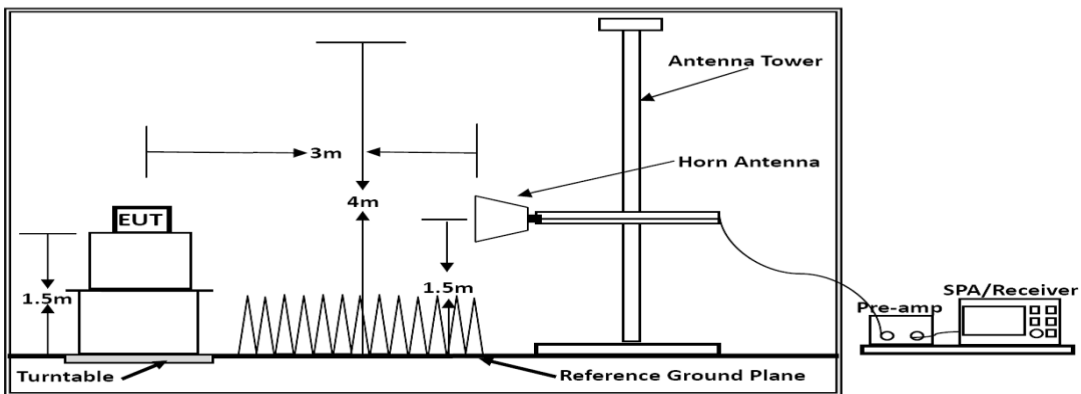 Antenna Tower
3m
Horn Antenna
4m
EUT
1.5m
1.5m
SPA/Receiver
Pre-amp
Turntable
Reference Ground Plane